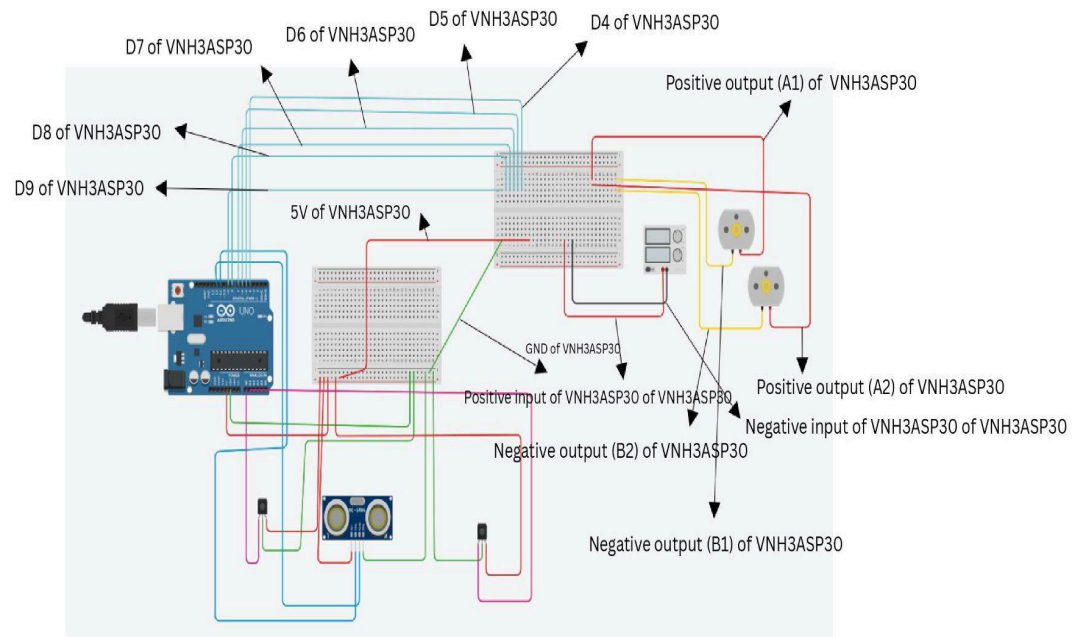 D4 of VNH3ASP30
D5 of VNH3ASP30
D6 of VNH3ASP30
D7 of VNH3ASP30
Positive output (A1) of VNH3ASP30
D8 of VNH3ASP30
D9 of VNH3ASP30
5V of VNH3ASP30
UNO
ARDUINO
GND of VNH3ASP30
Positive input of VNH3ASP30 of VNH3ASP30
Positive output (A2) of VNH3ASP30
Negative input of VNH3ASP30 of VNH3ASP30
Negative output (B2) of VNH3ASP30
Negative output (B1) of VNH3ASP30